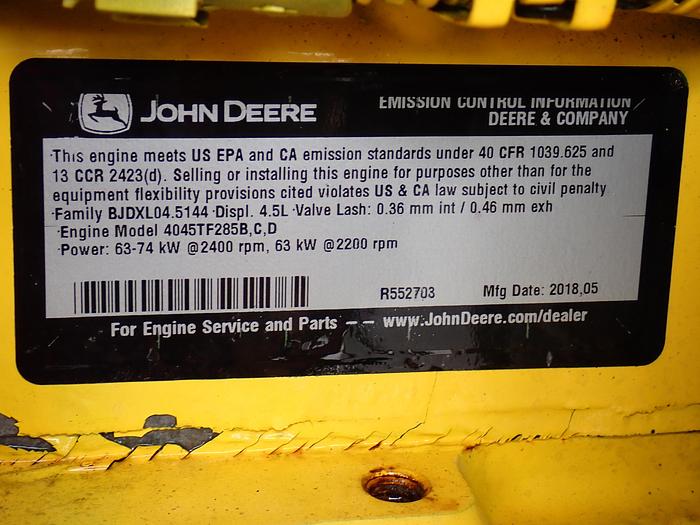 JOHN DEERE
EMISSION CONTROL INFORMATION
DEERE & COMPANY
·This engine meets US EPA and CA emission standards under 40 CFR 1039.625 and
13 CCR 2423(d). Selling or installing this engine for purposes other than for the
equipment flexibility provisions cited violates US & CA law subject to civil penalty
·Family BJDXL04.5144 ·Displ. 4.5L ·Valve Lash: 0.36 mm int / 0.46 mm exh
·Engine Model 4045TF285B,C,D
·Power: 63-74 kW @2400 rpm, 63 kW @2200 rpm
R552703 Mfg Date: 2018,05
For Engine Service and Parts – – www.JohnDeere.com/dealer